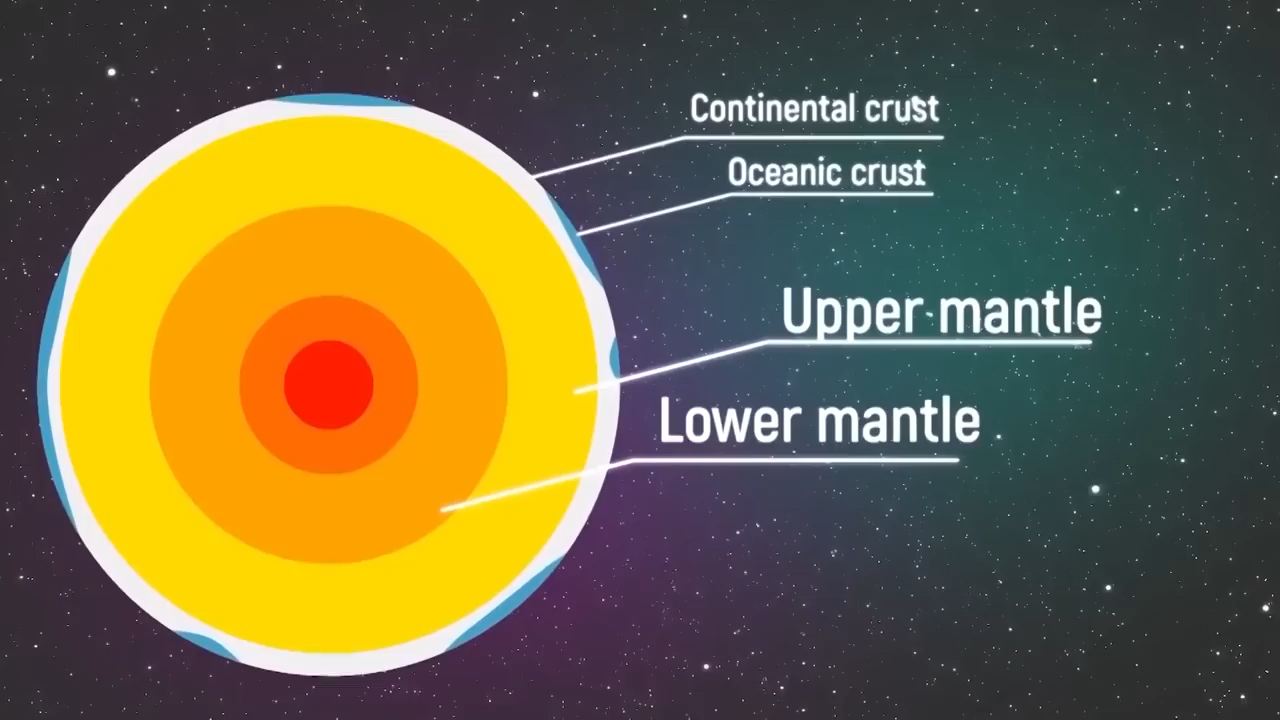 Continental crust
Oceanic crust
Upper mantle
Lower mantle